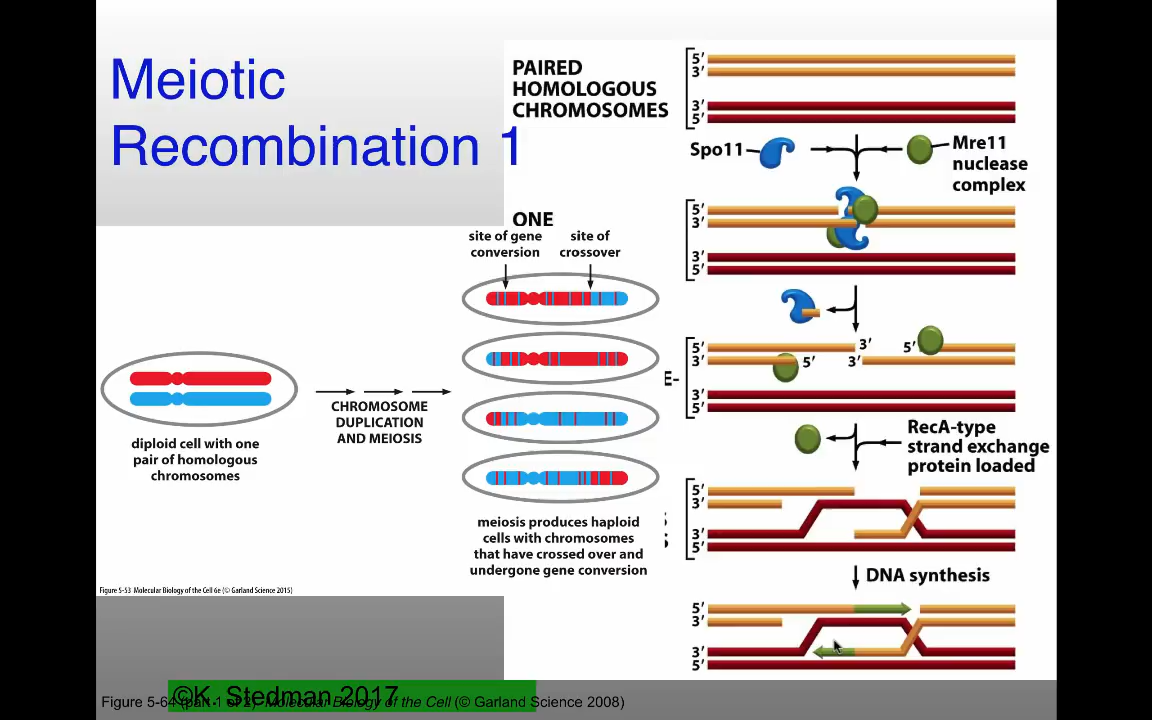 Meiotic
Recombination 1
PAIRED
HOMOLOGOUS
CHROMOSOMES
5′
3′
3′
5′
Spo11
Mre11
nuclease
complex
5′
3′
3′
5′
ONE
site of gene
conversion
site of
crossover
diploid cell with one
pair of homologous
chromosomes
CHROMOSOME
DUPLICATION
AND MEIOSIS
meiosis produces haploid
cells with chromosomes
that have crossed over and
undergone gene conversion
E-
5′
3′
3′
5′
3′
5′
5′
3′
RecA-type
strand exchange
protein loaded
5′
3′
3′
5′
DNA synthesis
5′
3′
3′
5′
Figure 5-53 Molecular Biology of the Cell 6e (© Garland Science 2015)
©K. Stedman 2017
Figure 5-64 (part 1 of 2) Molecular Biology of the Cell (© Garland Science 2008)